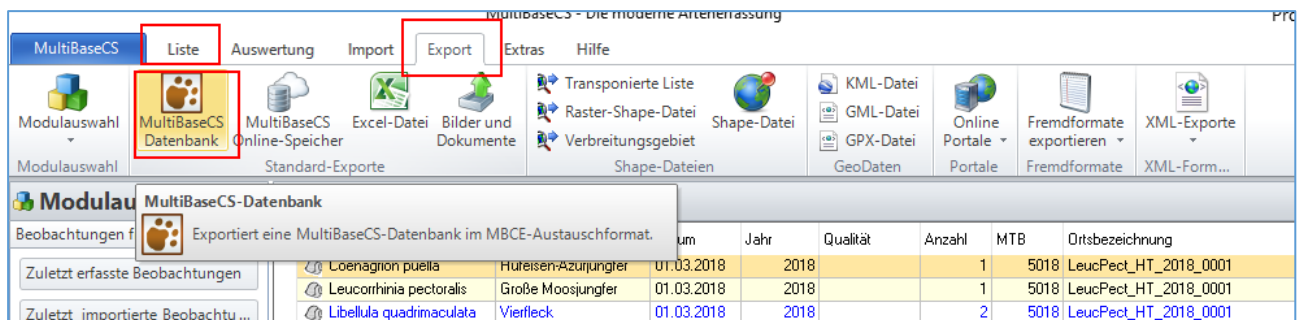 MultiBaseCS - Die moderne Artenerfassung
MultiBaseCS Liste Auswertung Import Export Extras Hilfe
Modulauswahl
MultiBaseCS
Datenbank
MultiBaseCS
Online-Speicher
Excel-Datei
Bilder und
Dokumente
Transponierte Liste
Raster-Shape-Datei
Verbreitungsgebiet
Shape-Datei
KML-Datei
GML-Datei
GPX-Datei
Online
Portale
Fremdformate
exportieren
XML-Exporte
Modulauswahl Standard-Exporte Shape-Dateien GeoDaten Portale Fremdformate XML-Form...
Modulau
MultiBaseCS-Datenbank
Exportiert eine MultiBaseCS-Datenbank im MBCE-Austauschformat.
Beobachtungen f
Zuletzt erfasste Beobachtungen
Zuletzt importierte Beobachtu ...
um Jahr Qualität Anzahl MTB Ortsbezeichnung
Coenagrion puella Hufeisen-Azurjungfer 01.03.2018 2018 1 5018 LeucPect_HT_2018_0001
Leucorrhinia pectoralis Große Moosjungfer 01.03.2018 2018 1 5018 LeucPect_HT_2018_0001
Libellula quadrimaculata Vierfleck 01.03.2018 2018 2 5018 LeucPect_HT_2018_0001